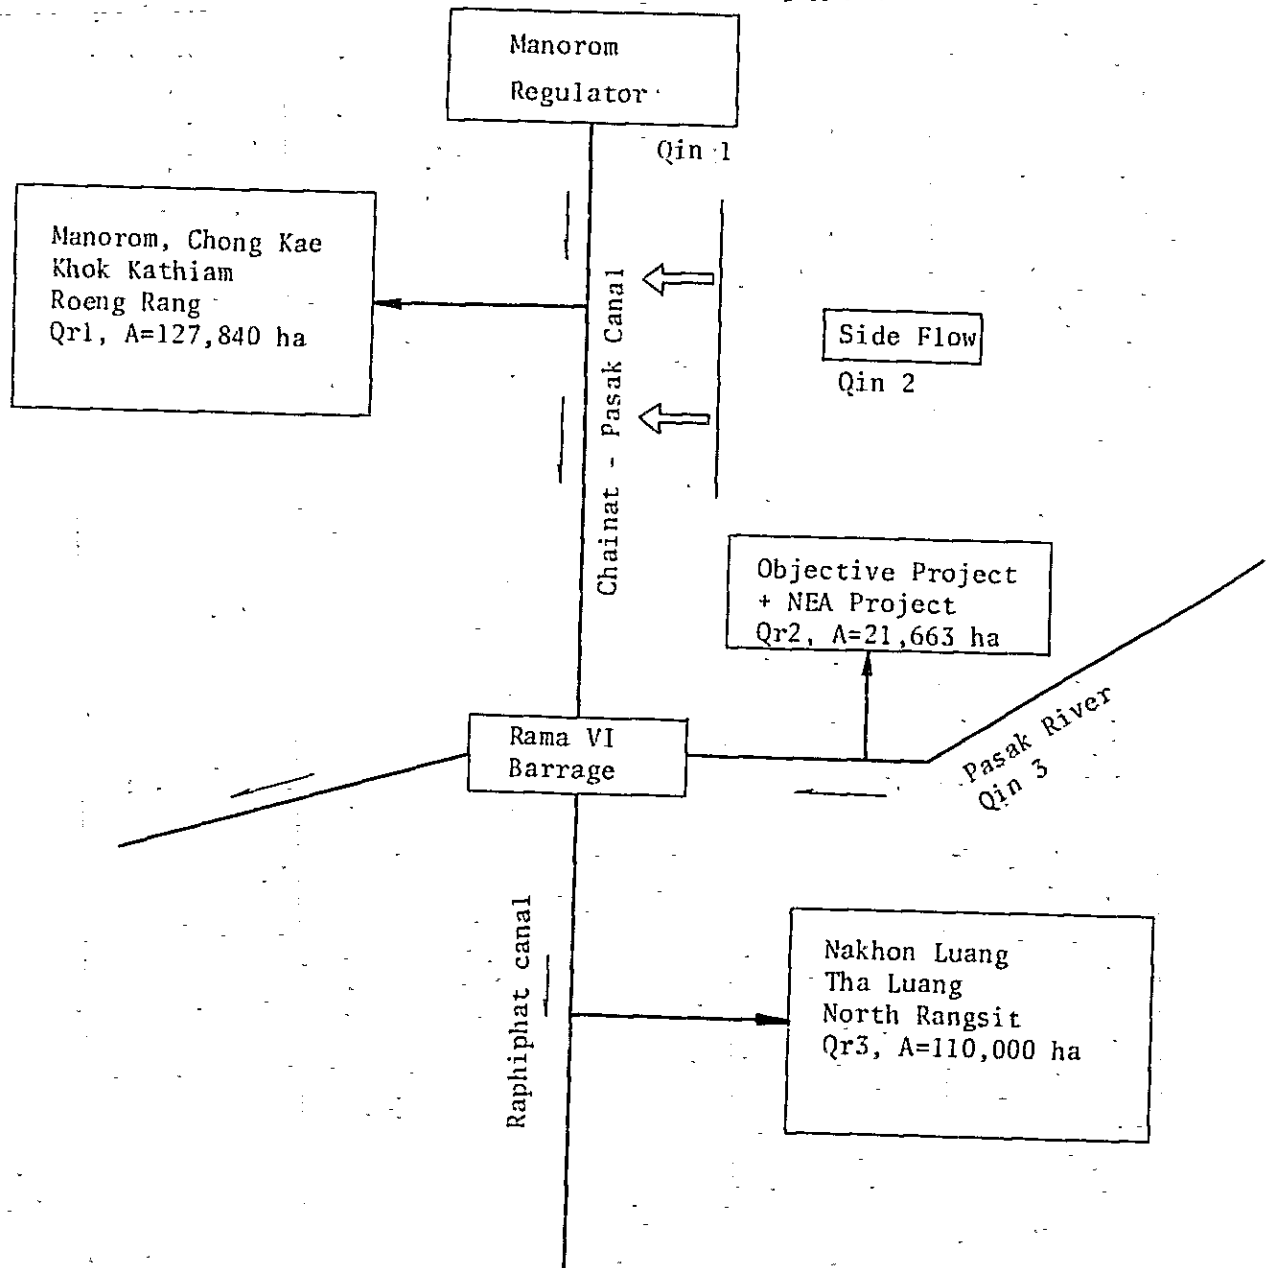 Manorom
Regulator
Qin 1
Manorom, Chong Kae
Khok Kathiam
Roeng Rang
Qr1, A=127,840 ha
Chainat - Pasak Canal
Side Flow
Qin 2
Objective Project
+ NEA Project
Qr2, A=21,663 ha
Rama VI
Barrage
Pasak River
Qin 3
Raphiphat canal
Nakhon Luang
Tha Luang
North Rangsit
Qr3, A=110,000 ha